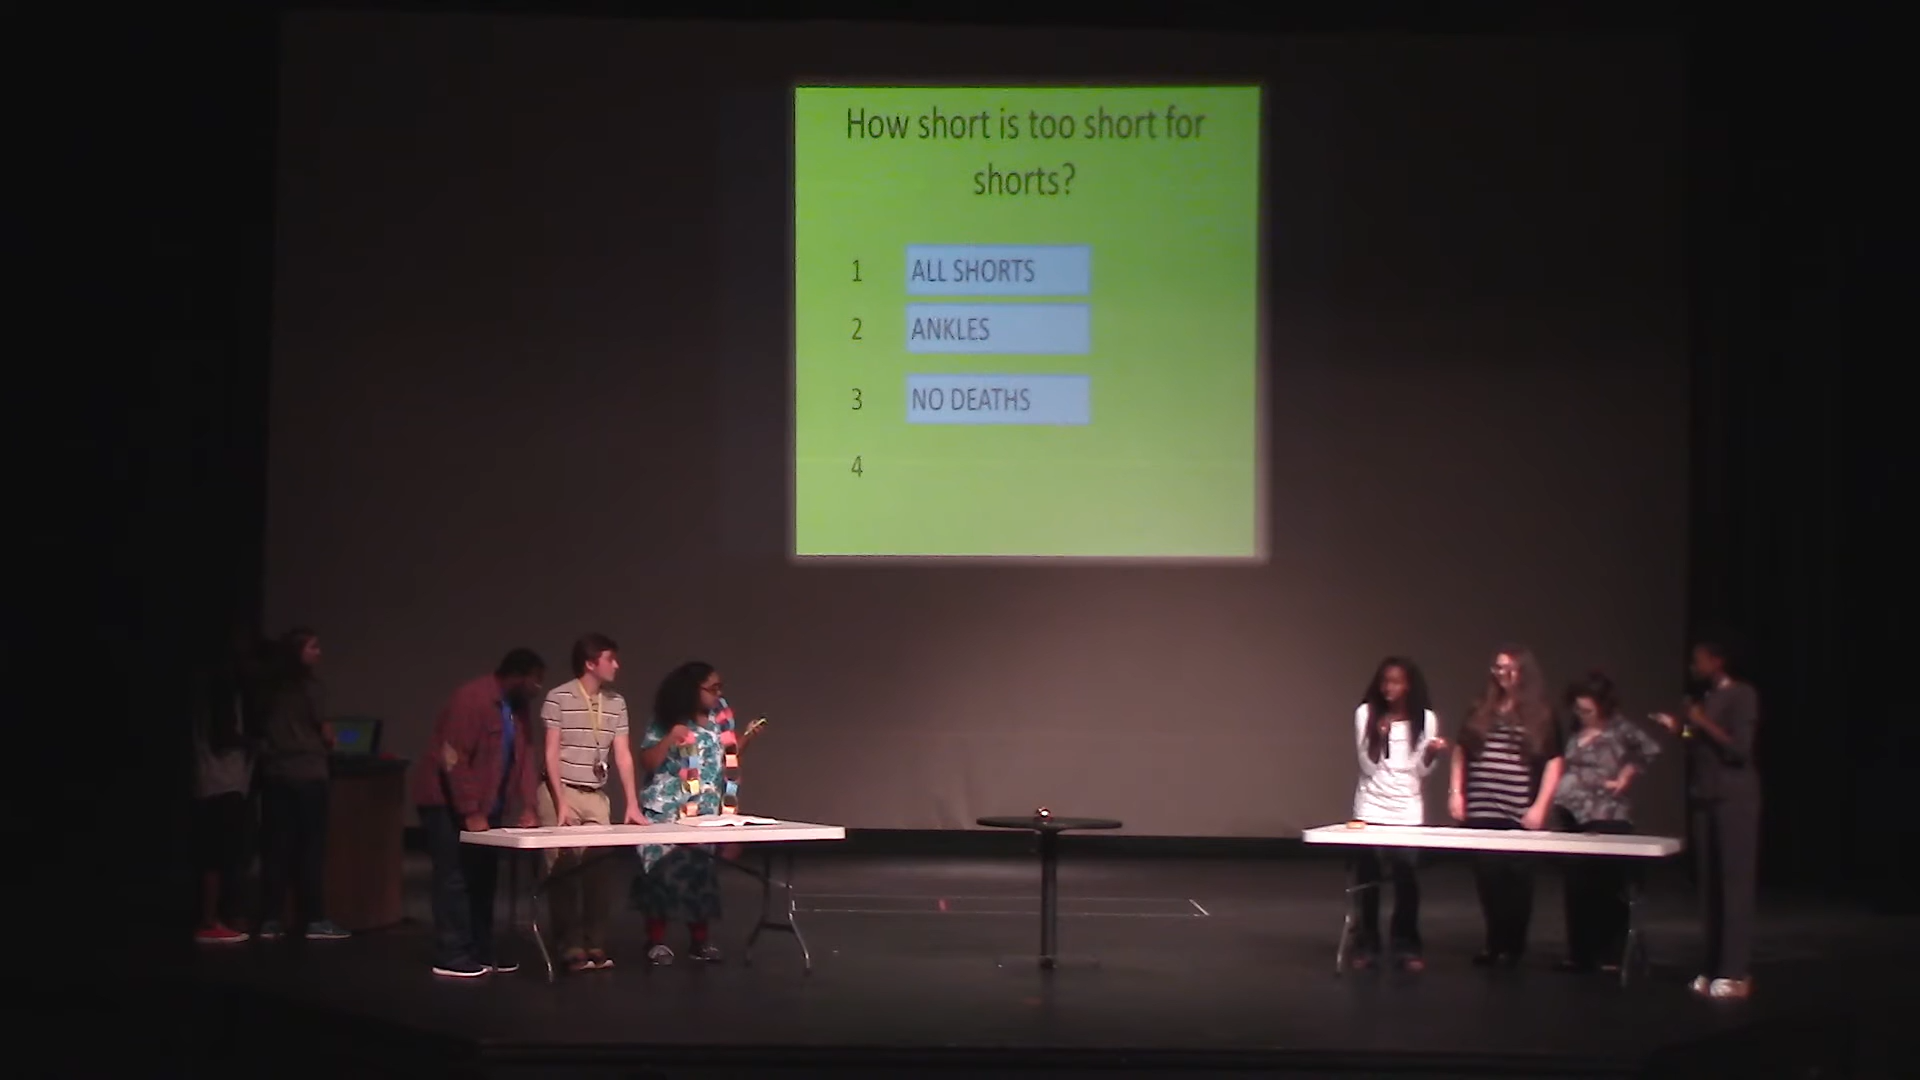 How short is too short for
shorts?
1 ALL SHORTS
2 ANKLES
3 NO DEATHS
4